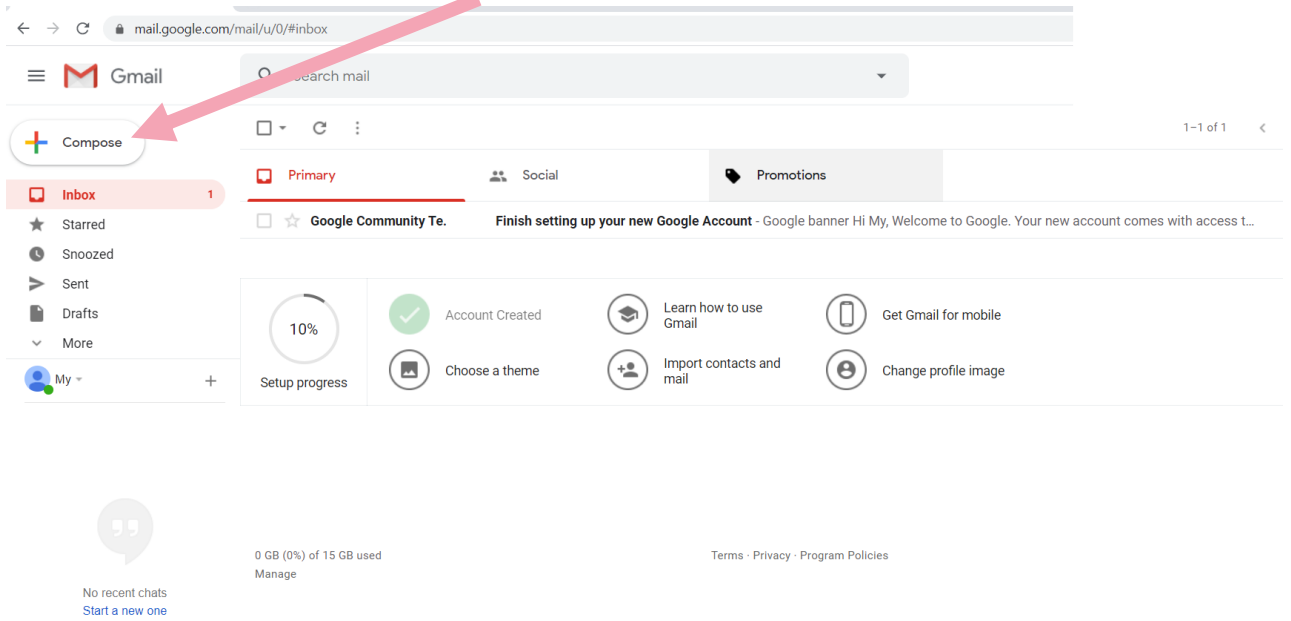 mail.google.com/mail/u/0/#inbox
Gmail
Search mail
Compose
1–1 of 1
Primary
Social
Promotions
Inbox 1
Starred
Snoozed
Sent
Drafts
More
My
Google Community Te. Finish setting up your new Google Account - Google banner Hi My, Welcome to Google. Your new account comes with access t...
10%
Setup progress
Account Created
Learn how to use
Gmail
Get Gmail for mobile
Choose a theme
Import contacts and
mail
Change profile image
No recent chats
Start a new one
0 GB (0%) of 15 GB used
Manage
Terms · Privacy · Program Policies